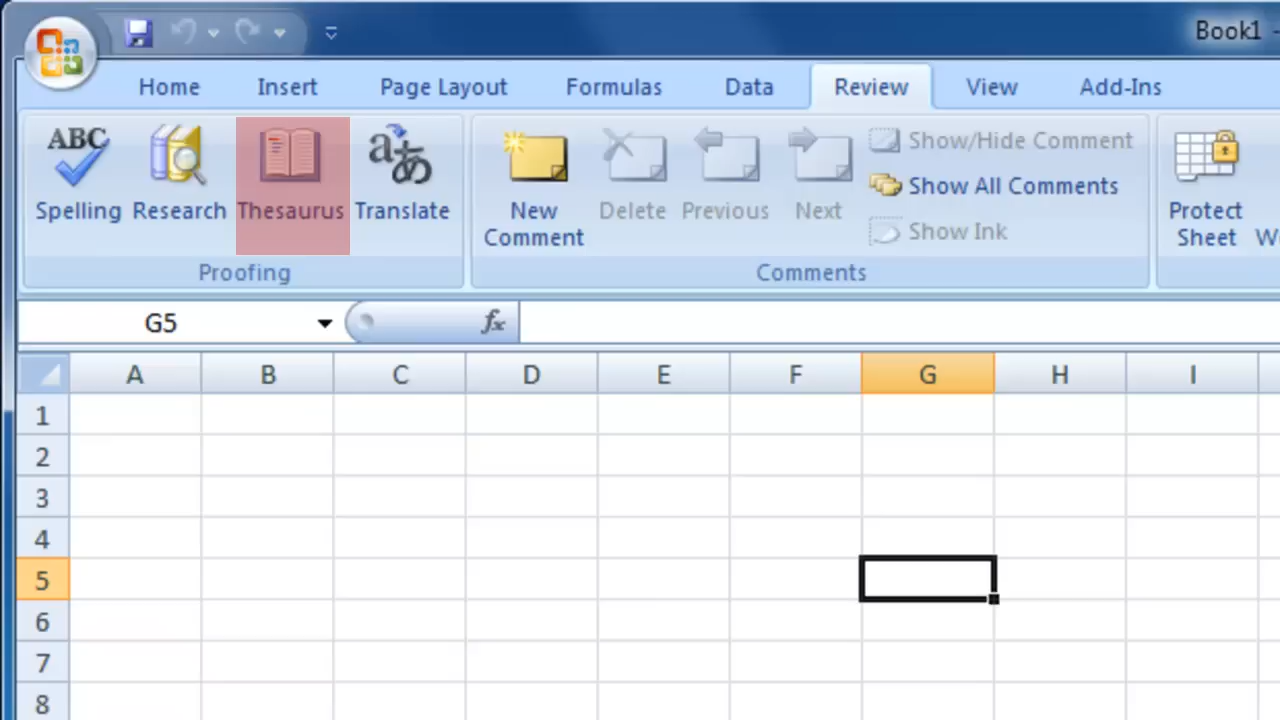 Book1 -
Home Insert Page Layout Formulas Data Review View Add-Ins
ABC
Spelling Research Thesaurus Translate
Proofing
New Comment Delete Previous Next
Show/Hide Comment
Show All Comments
Show Ink
Comments
Protect Sheet
G5 fx
A B C D E F G H I
1
2
3
4
5
6
7
8